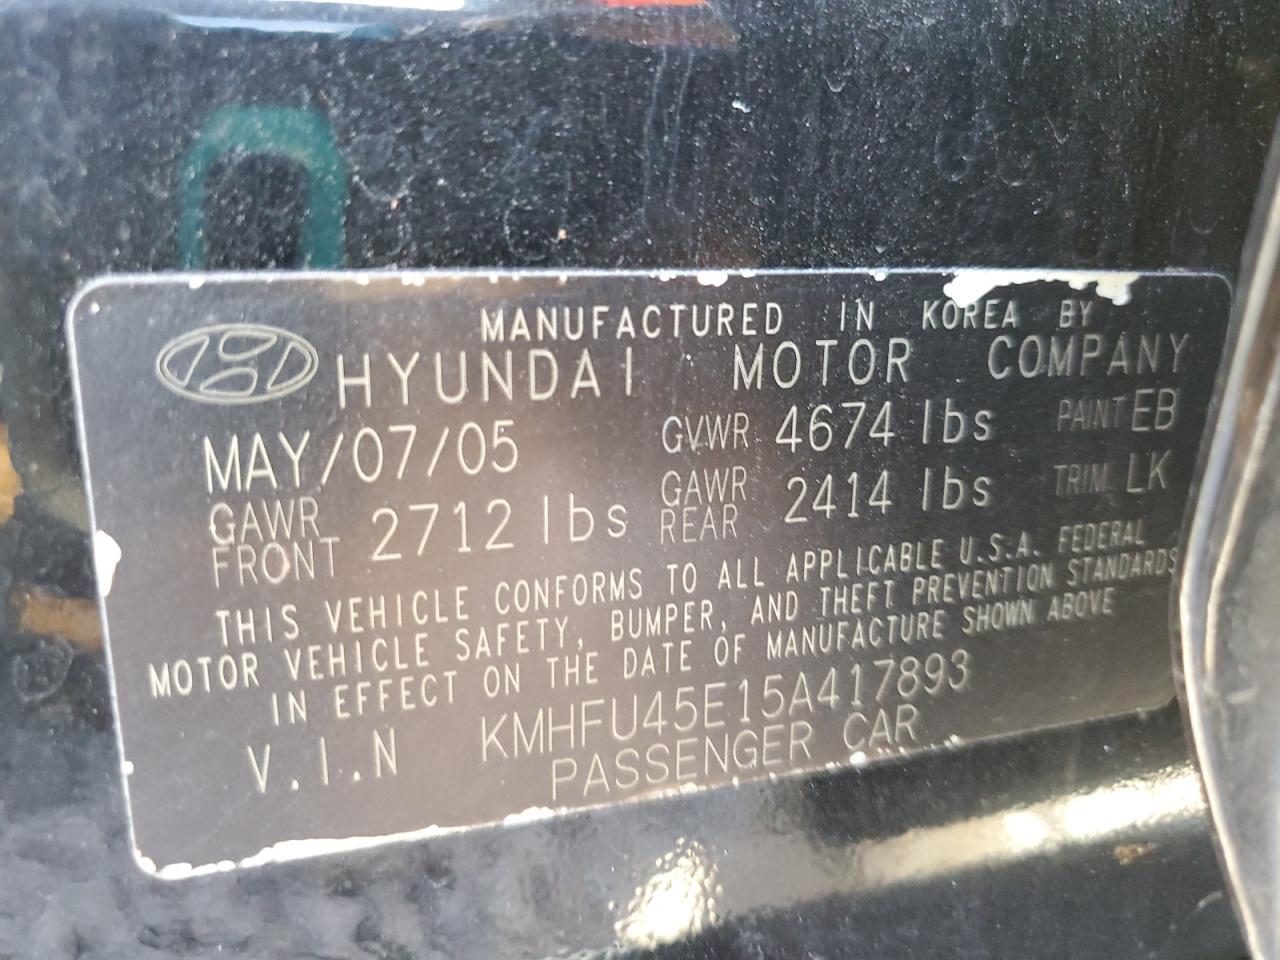 MANUFACTURED IN KOREA BY
HYUNDAI MOTOR COMPANY
MAY/07/05 GVWR 4674 lbs PAINT EB
GAWR FRONT 2712 lbs GAWR REAR 2414 lbs TRIM LK
THIS VEHICLE CONFORMS TO ALL APPLICABLE U.S.A. FEDERAL
MOTOR VEHICLE SAFETY, BUMPER, AND THEFT PREVENTION STANDARDS
IN EFFECT ON THE DATE OF MANUFACTURE SHOWN ABOVE
V.I.N KMHFU45E15A417893
PASSENGER CAR